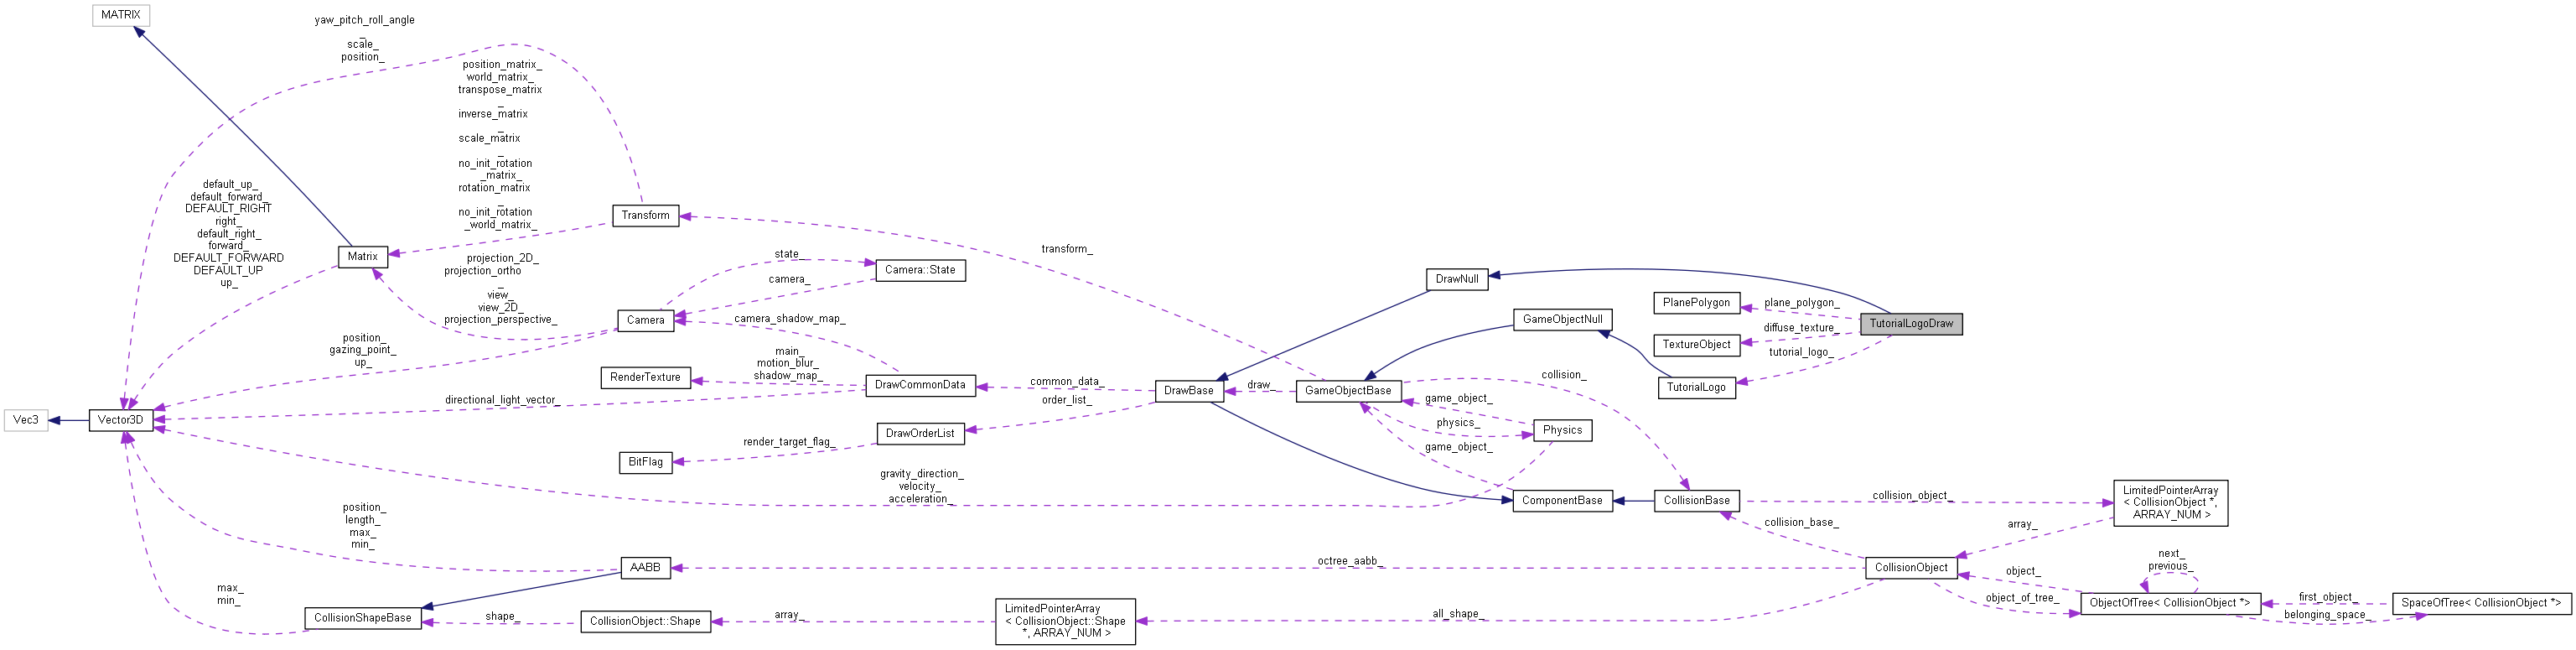 MATRIX
yaw_pitch_roll_angle
_
scale_
position_
position_matrix_
world_matrix_
transpose_matrix
_
inverse_matrix
_
scale_matrix
_
no_init_rotation
_matrix_
rotation_matrix
_
no_init_rotation
_world_matrix_
default_up_
default_forward_
DEFAULT_RIGHT
right_
default_right_
forward_
DEFAULT_FORWARD
DEFAULT_UP
up_
Transform
Matrix
transform_
projection_2D_
projection_ortho
_
view_
view_2D_
projection_perspective_
state_
Camera::State
camera_
Camera
camera_shadow_map_
position_
gazing_point_
up_
main_
motion_blur_
shadow_map_
RenderTexture
DrawCommonData
directional_light_vector_
common_data_
order_list_
DrawBase
draw_
GameObjectBase
DrawNull
GameObjectNull
PlanePolygon
plane_polygon_
TutorialLogoDraw
diffuse_texture_
TextureObject
tutorial_logo_
TutorialLogo
collision_
game_object_
physics_
Physics
game_object_
Vec3
Vector3D
DrawOrderList
render_target_flag_
BitFlag
gravity_direction_
velocity_
acceleration_
ComponentBase
CollisionBase
collision_object_
LimitedPointerArray
< CollisionObject *,
ARRAY_NUM >
collision_base_
array_
position_
length_
max_
min_
AABB
octree_aabb_
CollisionObject
next_
previous_
object_
object_of_tree_
ObjectOfTree< CollisionObject *>
first_object_
belonging_space_
SpaceOfTree< CollisionObject *>
max_
min_
CollisionShapeBase
shape_
CollisionObject::Shape
array_
LimitedPointerArray
< CollisionObject::Shape
*, ARRAY_NUM >
all_shape_